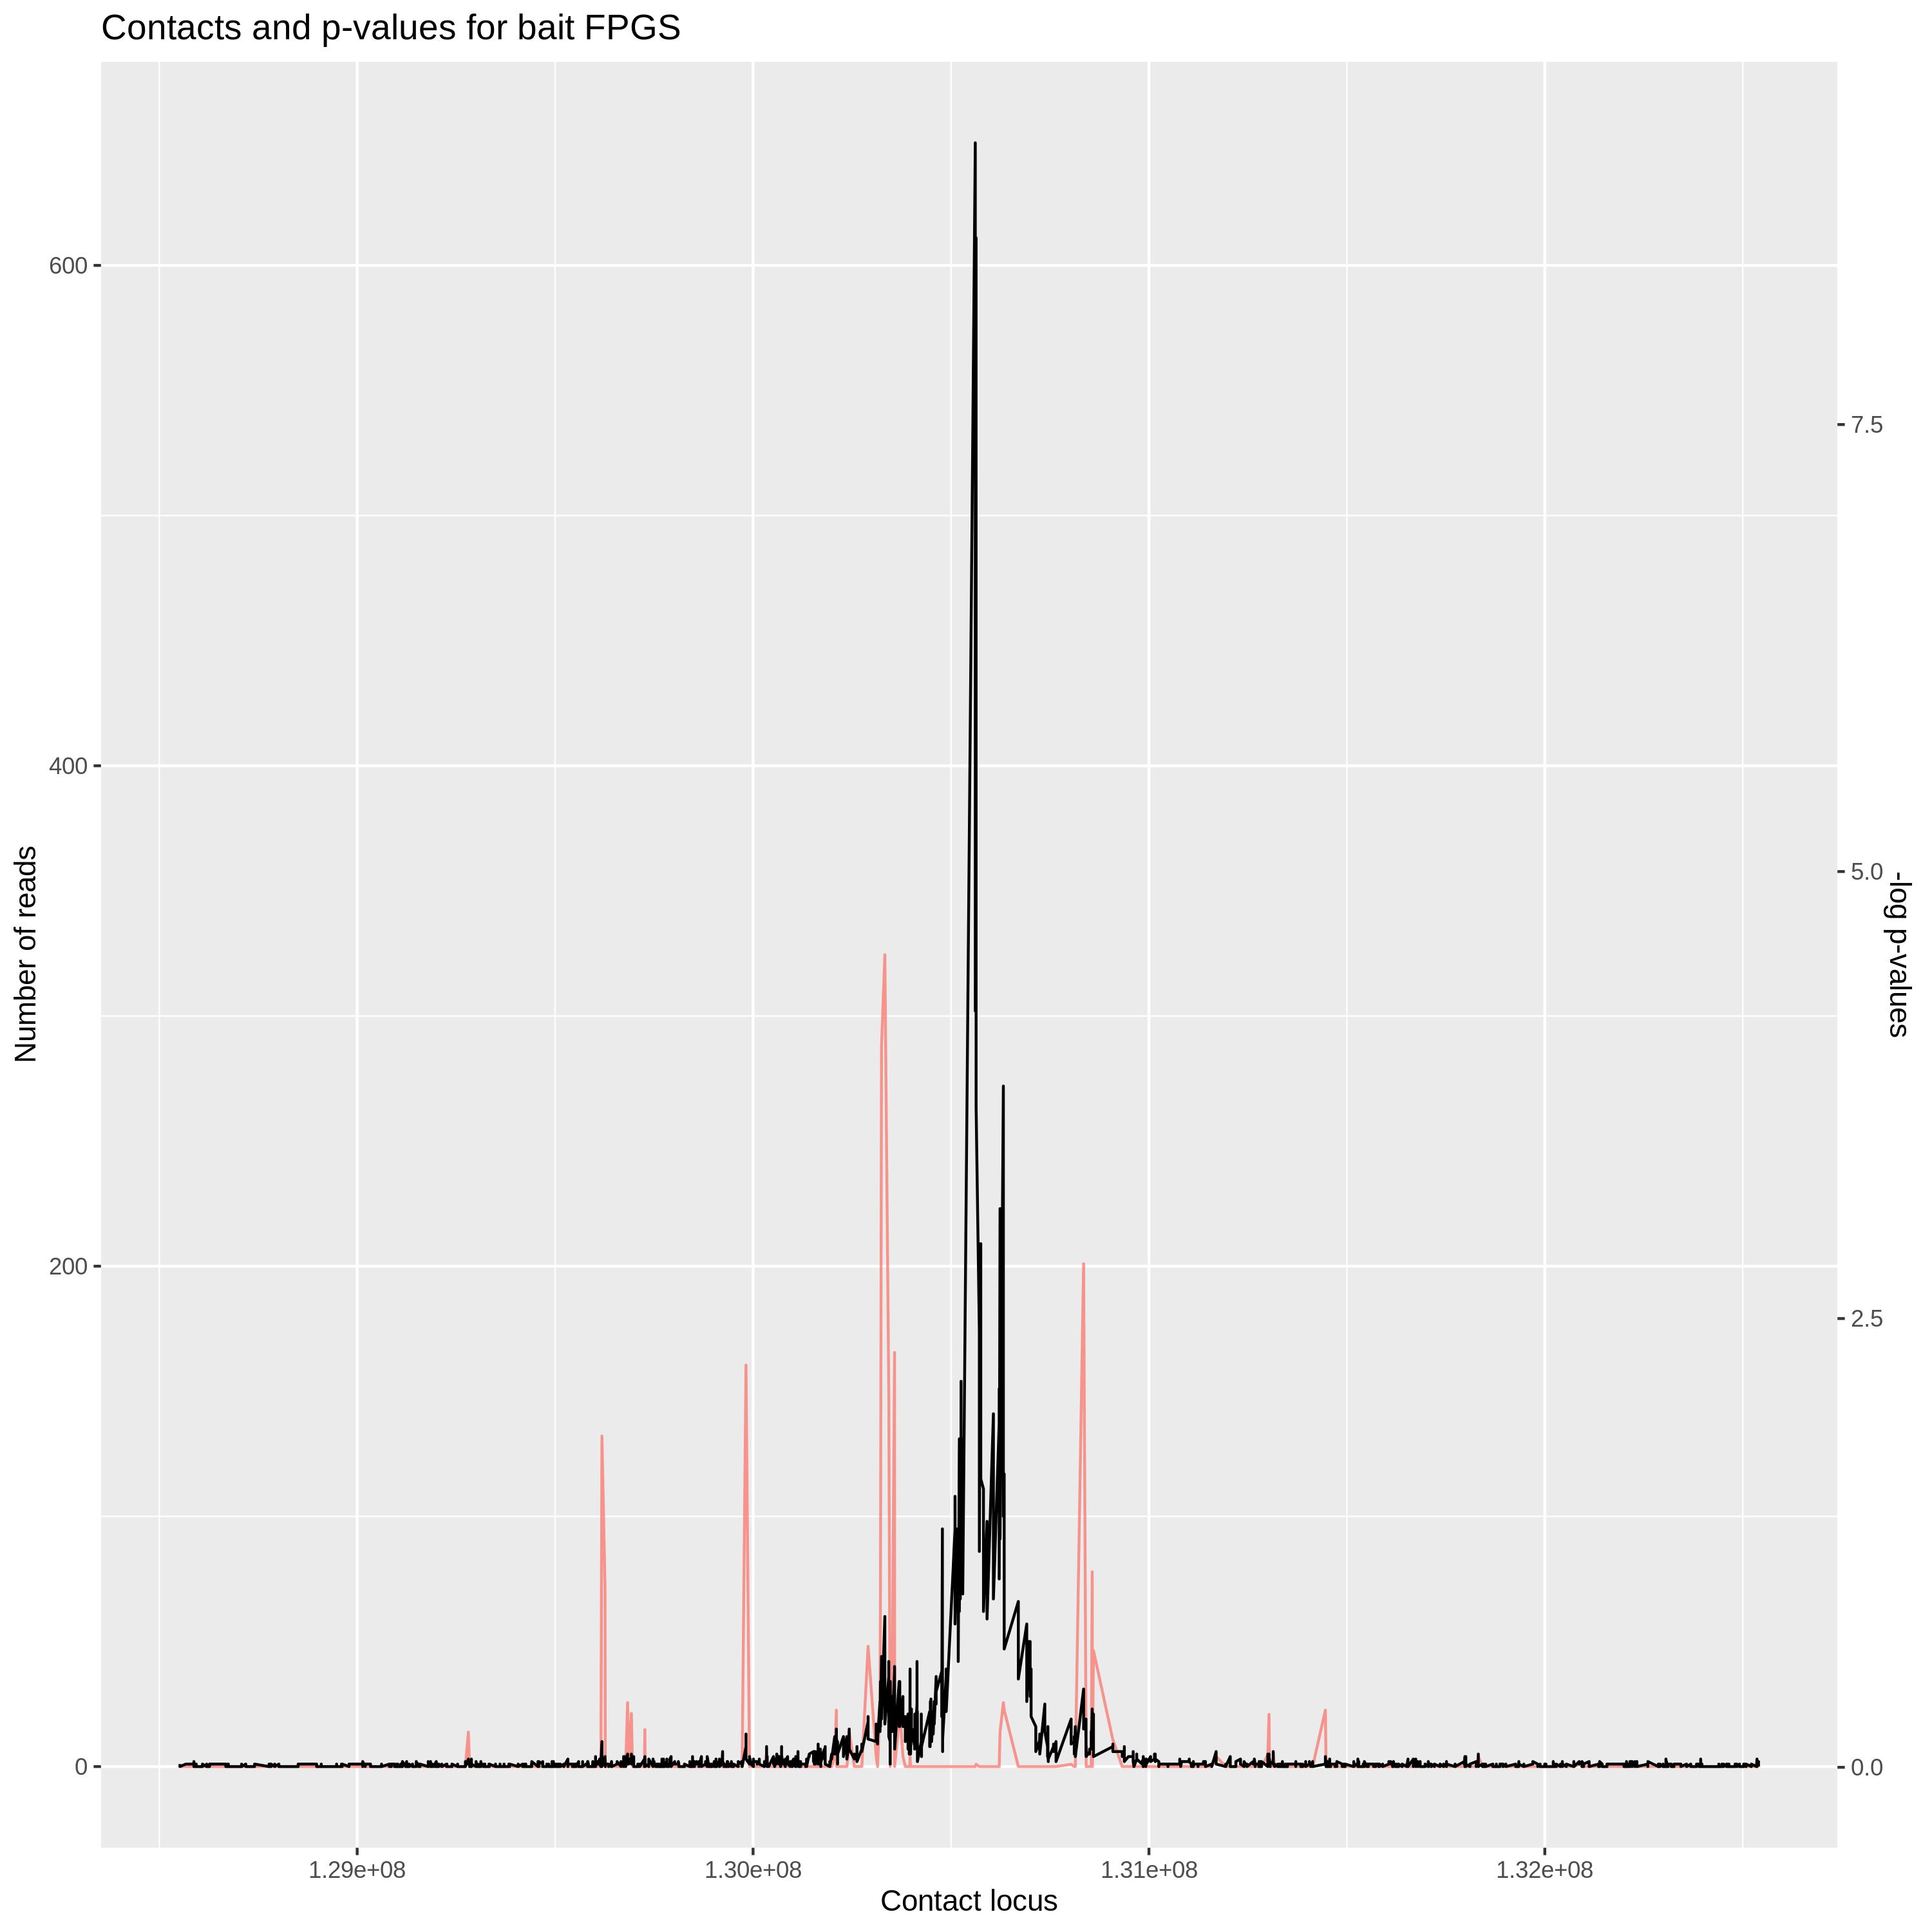 Contacts and p-values for bait FPGS
600
400
200
0
Number of reads
7.5
5.0
2.5
0.0
-log p-values
1.29e+08
1.30e+08
1.31e+08
1.32e+08
Contact locus